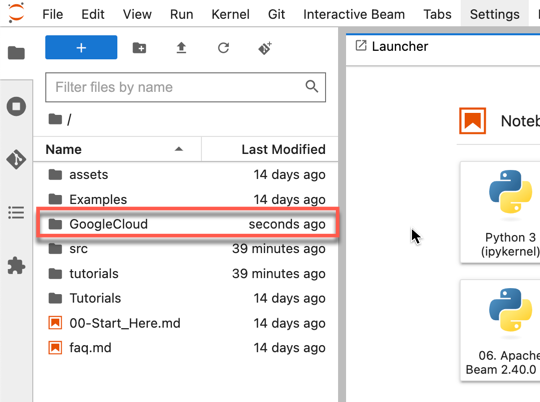 File Edit View Run Kernel Git Interactive Beam Tabs Settings
+
Launcher
Filter files by name
/
Name Last Modified
assets 14 days ago
Examples 14 days ago
GoogleCloud seconds ago
src 39 minutes ago
tutorials 39 minutes ago
Tutorials 14 days ago
00-Start_Here.md 14 days ago
faq.md 14 days ago
Noteb
Python 3
(ipykernel)
06. Apache
Beam 2.40.0